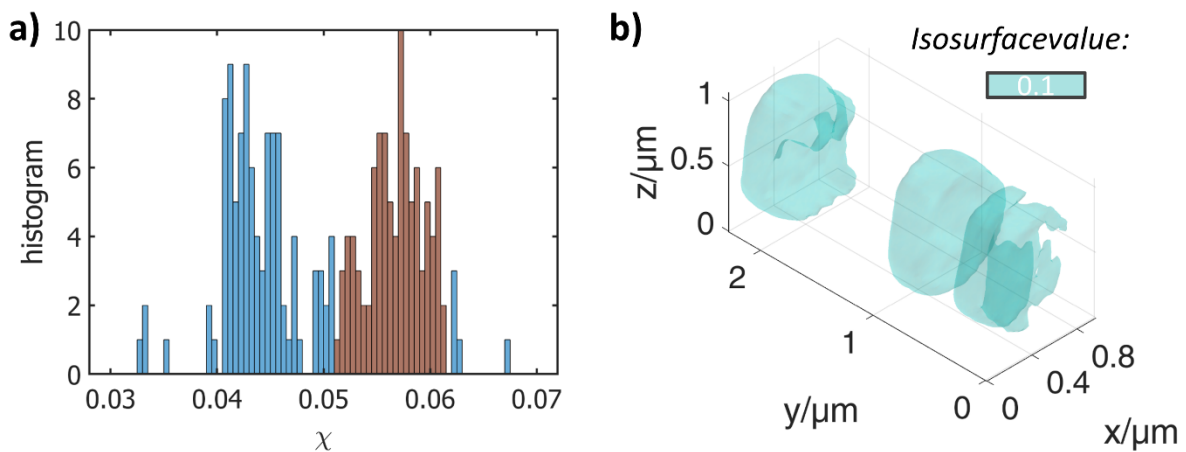 a)
10
8
6
4
2
0
histogram
0.03 0.04 0.05 0.06 0.07
χ
b)
Isosurfacevalue:
0.1
1
0.5
0
z/µm
2
1
0
y/µm
0
0.4
0.8
x/µm